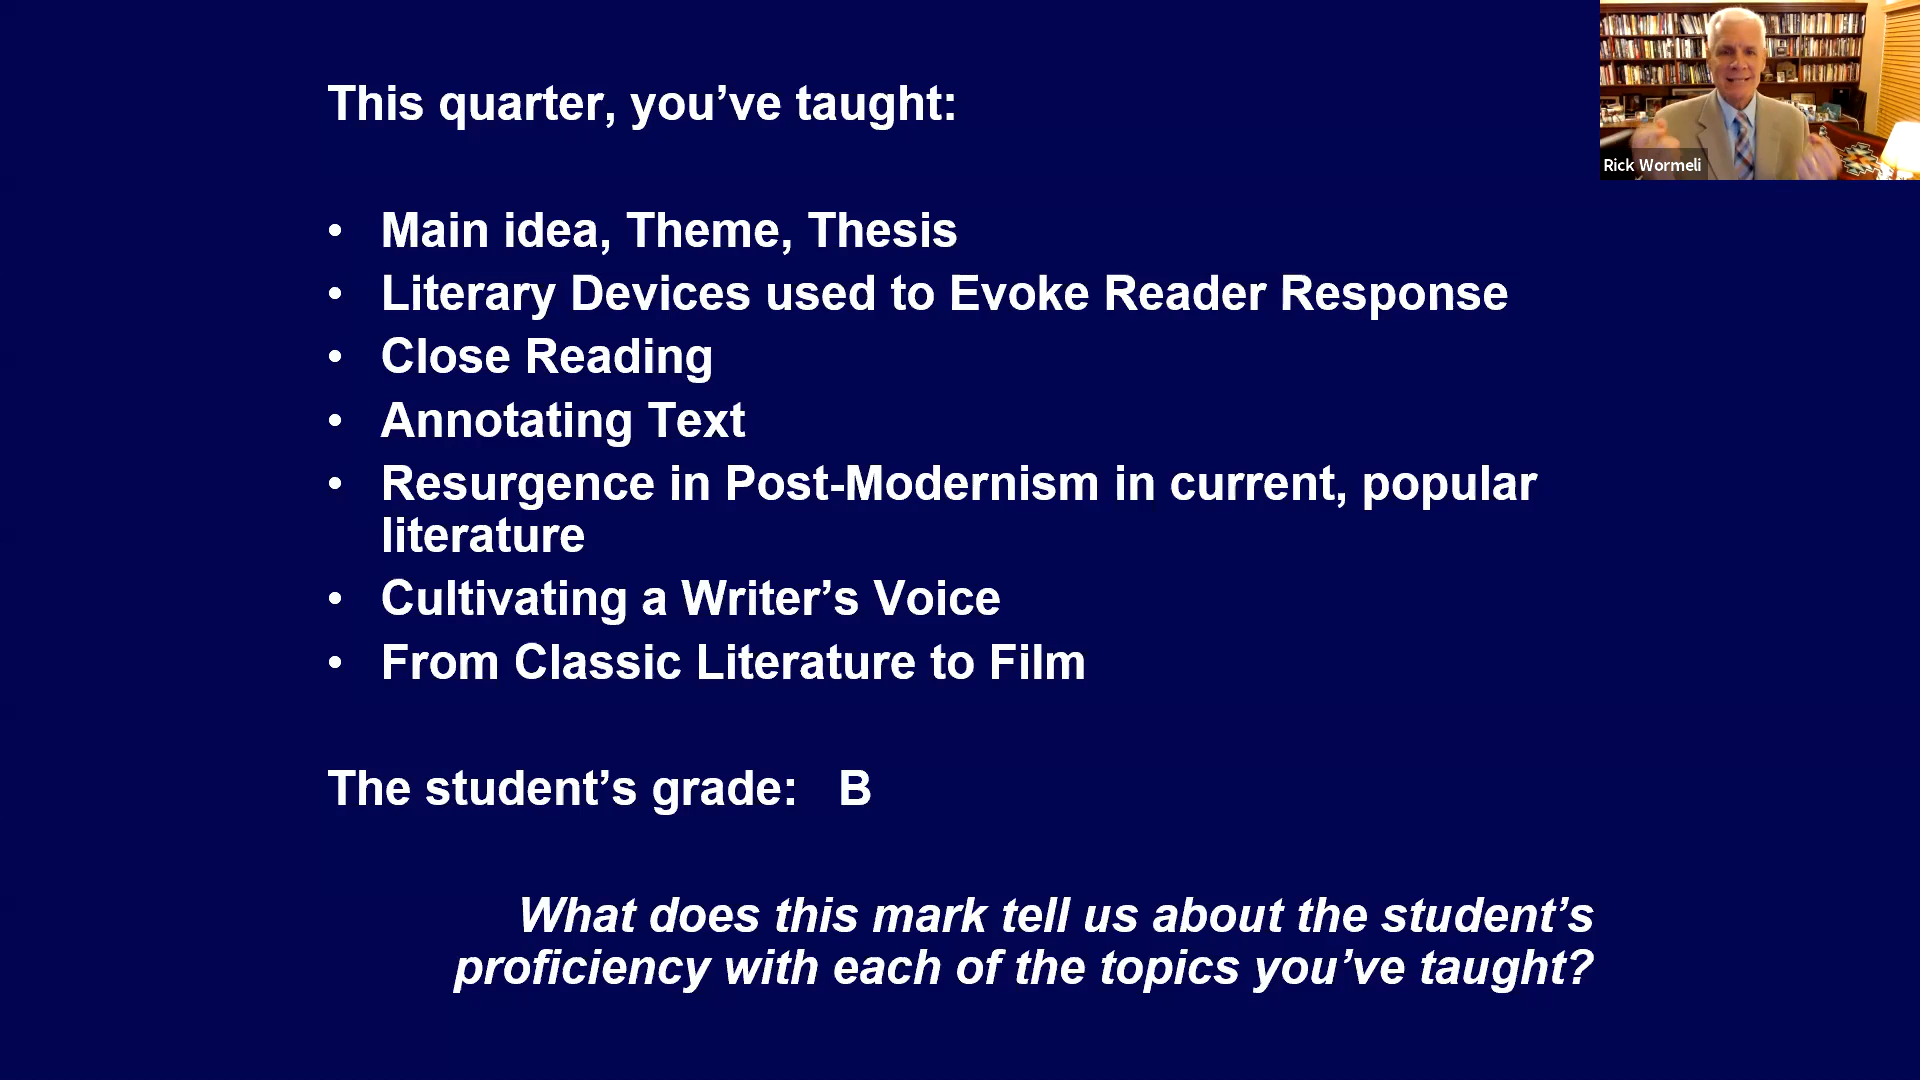 This quarter, you’ve taught:
• Main idea, Theme, Thesis
• Literary Devices used to Evoke Reader Response
• Close Reading
• Annotating Text
• Resurgence in Post-Modernism in current, popular
literature
• Cultivating a Writer’s Voice
• From Classic Literature to Film
The student’s grade: B
What does this mark tell us about the student’s
proficiency with each of the topics you’ve taught?
Rick Wormeli